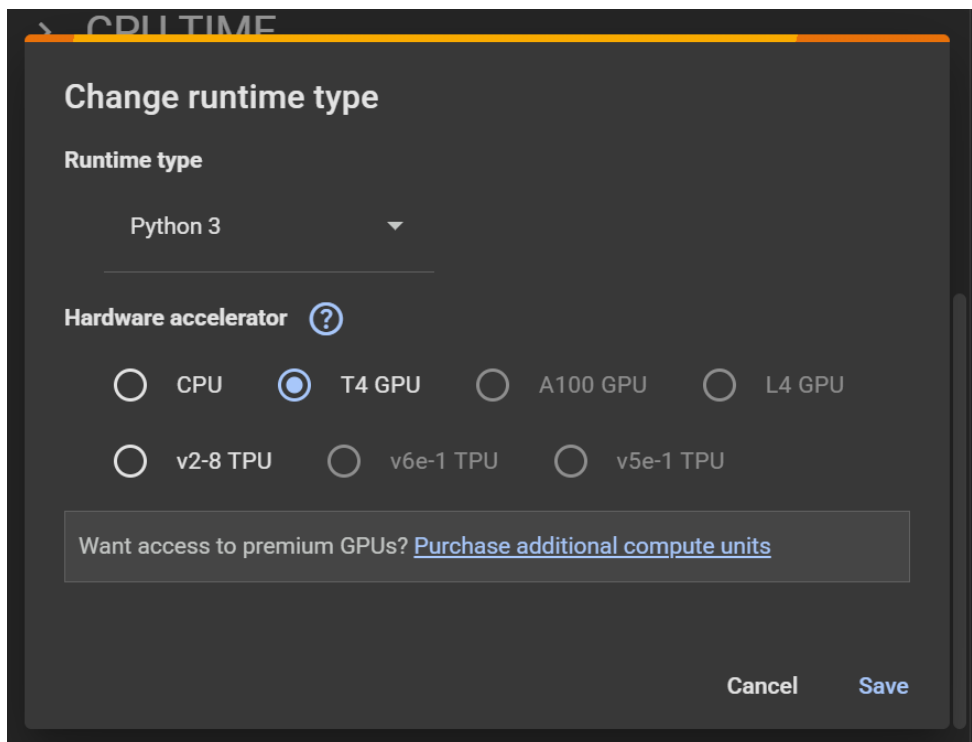 CPU TIME
Change runtime type
Runtime type
Python 3
Hardware accelerator ?
CPU T4 GPU A100 GPU L4 GPU
v2-8 TPU v6e-1 TPU v5e-1 TPU
Want access to premium GPUs? Purchase additional compute units
Cancel Save